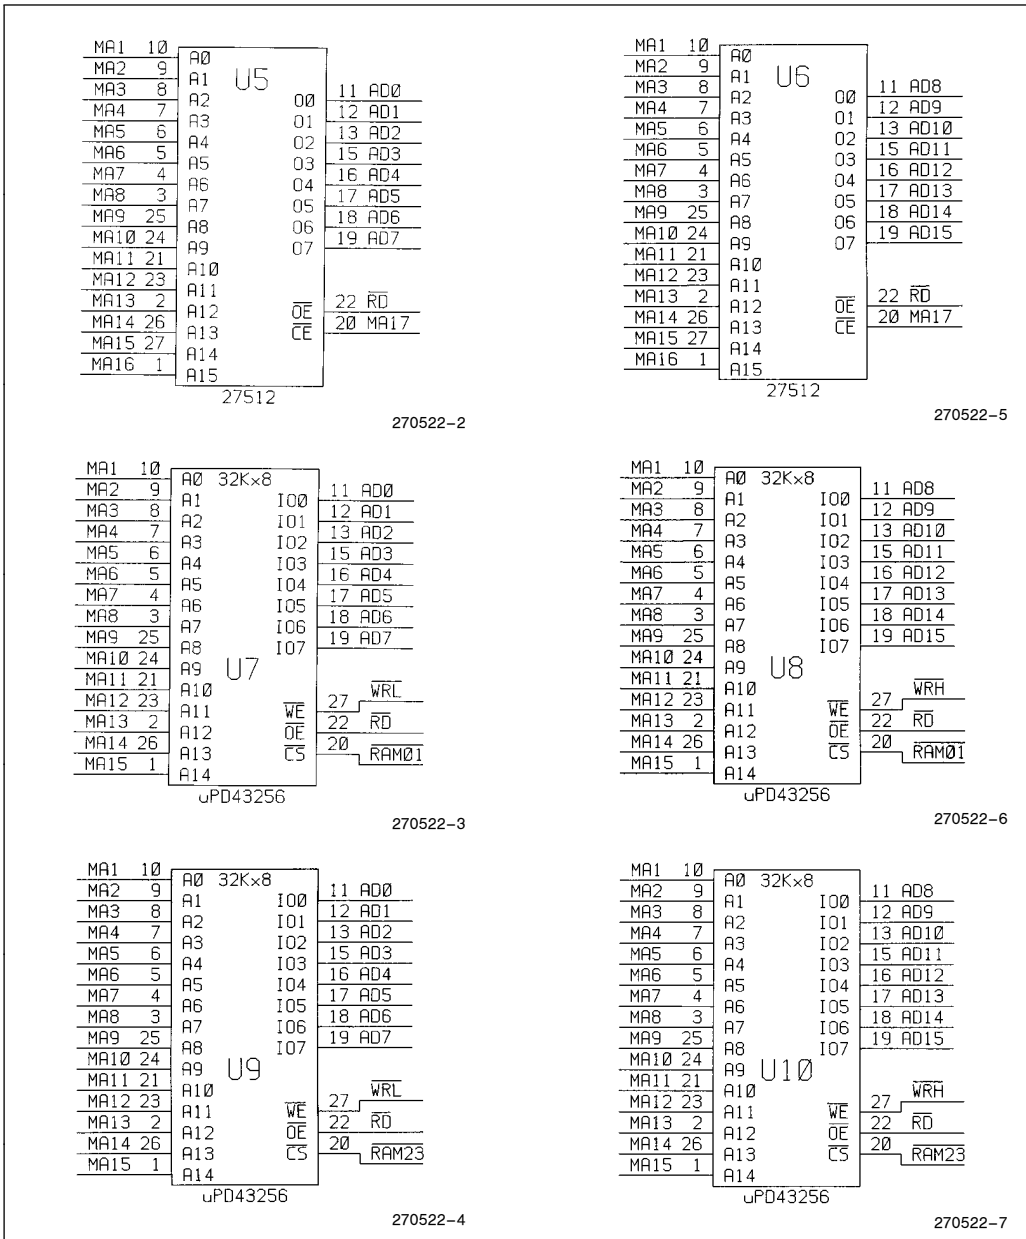 MA1 10 A0
MA2 9 A1
MA3 8 A2
MA4 7 A3
MA5 6 A4
MA6 5 A5
MA7 4 A6
MA8 3 A7
MA9 25 A8
MA10 24 A9
MA11 21 A10
MA12 23 A11
MA13 2 A12
MA14 26 A13
MA15 27 A14
MA16 1 A15
U5
O0 11 AD0
O1 12 AD1
O2 13 AD2
O3 15 AD3
O4 16 AD4
O5 17 AD5
O6 18 AD6
O7 19 AD7
OE 22 RD
CE 20 MA17
27512
270522-2
MA1 10 A0
MA2 9 A1
MA3 8 A2
MA4 7 A3
MA5 6 A4
MA6 5 A5
MA7 4 A6
MA8 3 A7
MA9 25 A8
MA10 24 A9
MA11 21 A10
MA12 23 A11
MA13 2 A12
MA14 26 A13
MA15 27 A14
MA16 1 A15
U6
O0 11 AD8
O1 12 AD9
O2 13 AD10
O3 15 AD11
O4 16 AD12
O5 17 AD13
O6 18 AD14
O7 19 AD15
OE 22 RD
CE 20 MA17
27512
270522-5
MA1 10 A0
MA2 9 A1
MA3 8 A2
MA4 7 A3
MA5 6 A4
MA6 5 A5
MA7 4 A6
MA8 3 A7
MA9 25 A8
MA10 24 A9
MA11 21 A10
MA12 23 A11
MA13 2 A12
MA14 26 A13
MA15 1 A14
32Kx8
U7
IO0 11 AD0
IO1 12 AD1
IO2 13 AD2
IO3 15 AD3
IO4 16 AD4
IO5 17 AD5
IO6 18 AD6
IO7 19 AD7
WE 27 WRL
OE 22 RD
CS 20 RAM01
uPD43256
270522-3
MA1 10 A0
MA2 9 A1
MA3 8 A2
MA4 7 A3
MA5 6 A4
MA6 5 A5
MA7 4 A6
MA8 3 A7
MA9 25 A8
MA10 24 A9
MA11 21 A10
MA12 23 A11
MA13 2 A12
MA14 26 A13
MA15 1 A14
32Kx8
U8
IO0 11 AD8
IO1 12 AD9
IO2 13 AD10
IO3 15 AD11
IO4 16 AD12
IO5 17 AD13
IO6 18 AD14
IO7 19 AD15
WE 27 WRH
OE 22 RD
CS 20 RAM01
uPD43256
270522-6
MA1 10 A0
MA2 9 A1
MA3 8 A2
MA4 7 A3
MA5 6 A4
MA6 5 A5
MA7 4 A6
MA8 3 A7
MA9 25 A8
MA10 24 A9
MA11 21 A10
MA12 23 A11
MA13 2 A12
MA14 26 A13
MA15 1 A14
32Kx8
U9
IO0 11 AD0
IO1 12 AD1
IO2 13 AD2
IO3 15 AD3
IO4 16 AD4
IO5 17 AD5
IO6 18 AD6
IO7 19 AD7
WE 27 WRL
OE 22 RD
CS 20 RAM23
uPD43256
270522-4
MA1 10 A0
MA2 9 A1
MA3 8 A2
MA4 7 A3
MA5 6 A4
MA6 5 A5
MA7 4 A6
MA8 3 A7
MA9 25 A8
MA10 24 A9
MA11 21 A10
MA12 23 A11
MA13 2 A12
MA14 26 A13
MA15 1 A14
32Kx8
U10
IO0 11 AD8
IO1 12 AD9
IO2 13 AD10
IO3 15 AD11
IO4 16 AD12
IO5 17 AD13
IO6 18 AD14
IO7 19 AD15
WE 27 WRH
OE 22 RD
CS 20 RAM23
uPD43256
270522-7